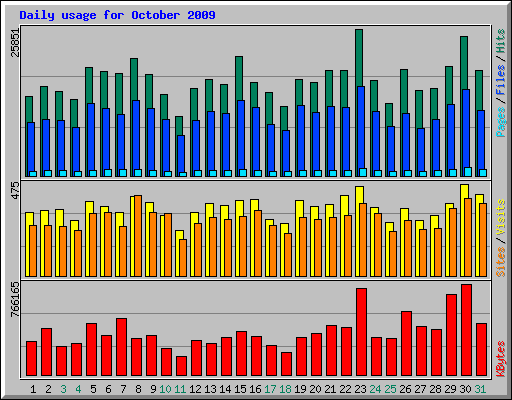 Daily usage for October 2009
25851
Pages / Files / Hits
475
Sites / Visits
766165
KBytes
1 2 3 4 5 6 7 8 9 10 11 12 13 14 15 16 17 18 19 20 21 22 23 24 25 26 27 28 29 30 31